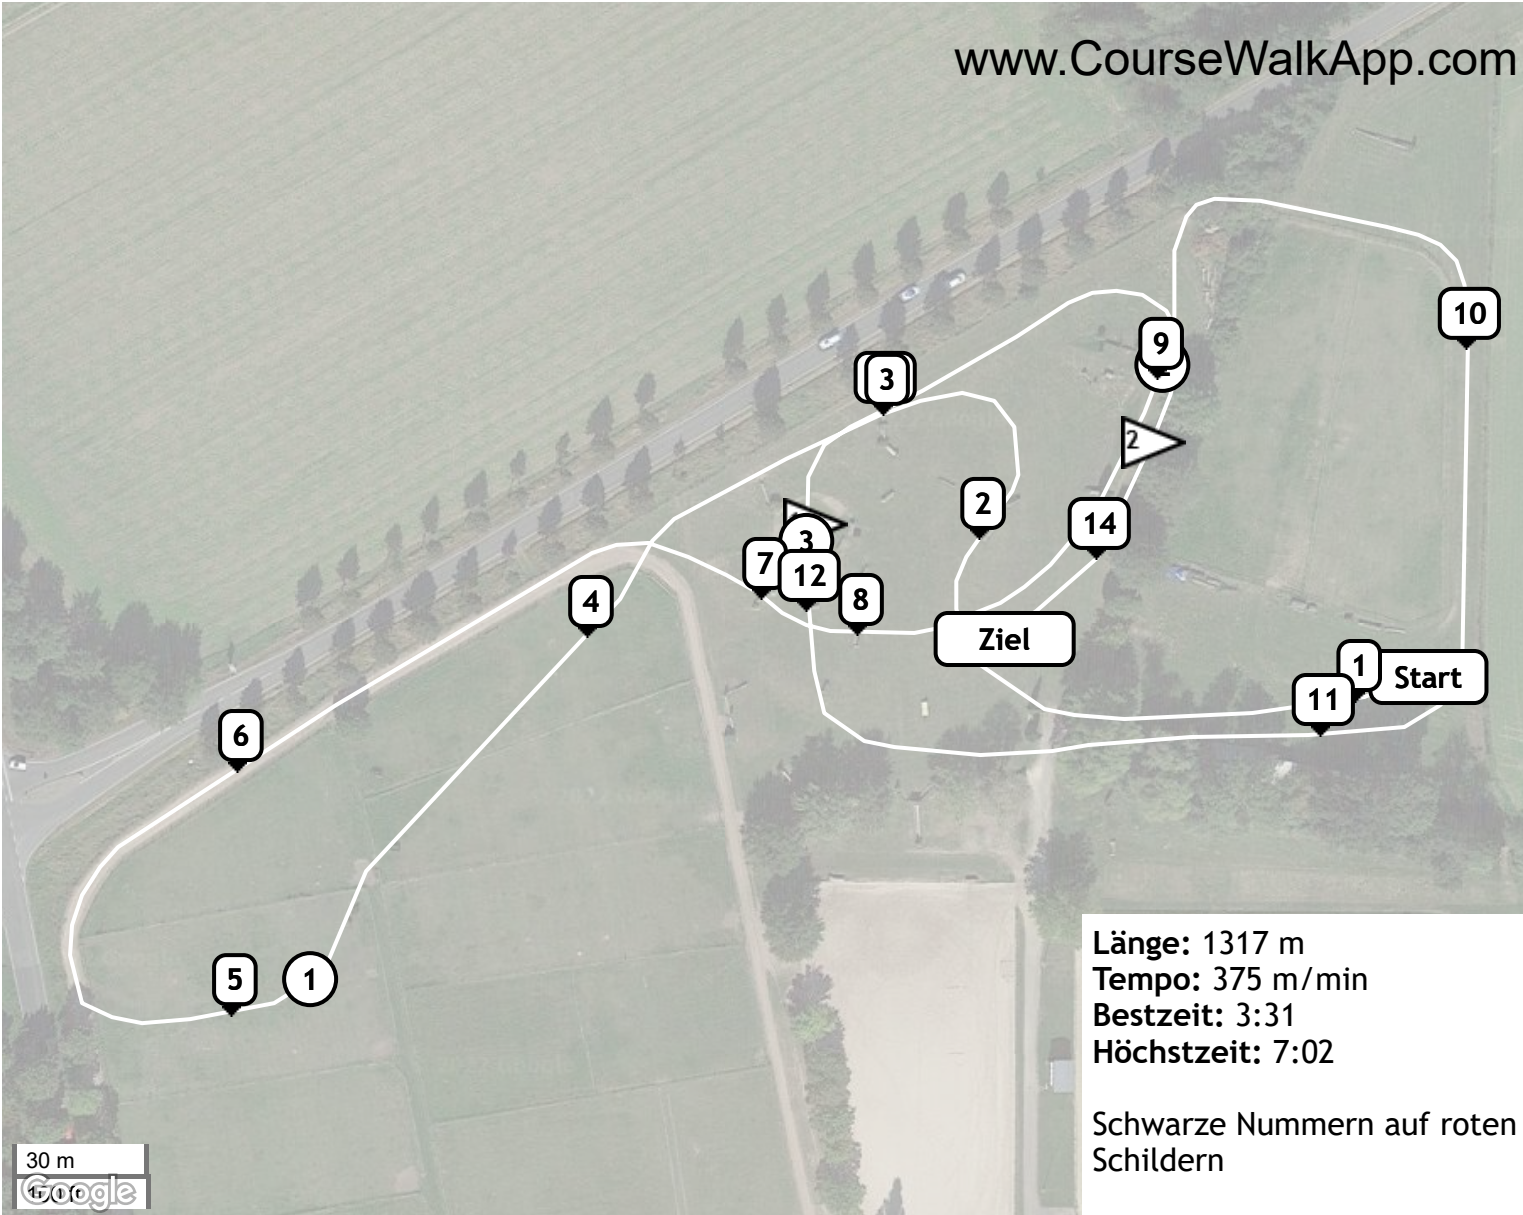 www.CourseWalkApp.com
10
9
3
2
2
14
3
7
12
8
4
Ziel
1
Start
11
6
5
1
Länge: 1317 m
Tempo: 375 m/min
Bestzeit: 3:31
Höchstzeit: 7:02
Schwarze Nummern auf roten
Schildern
30 m
Google